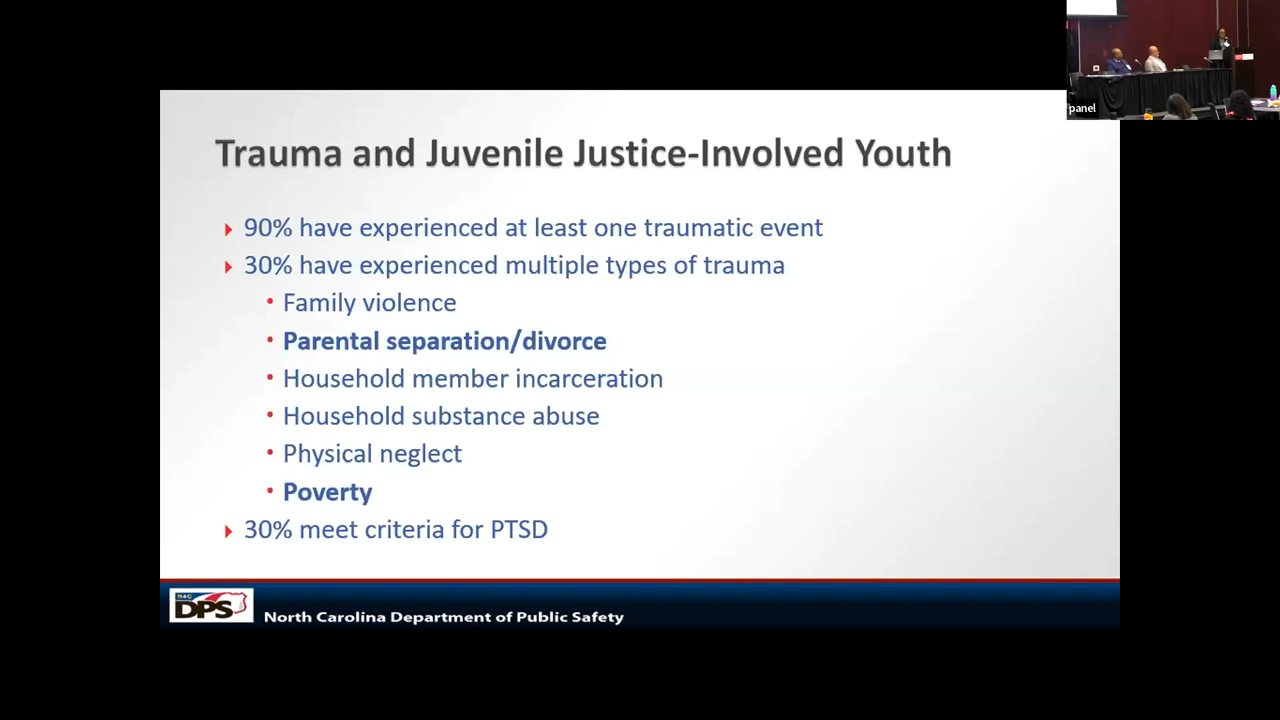 panel
Trauma and Juvenile Justice-Involved Youth
90% have experienced at least one traumatic event
30% have experienced multiple types of trauma
Family violence
Parental separation/divorce
Household member incarceration
Household substance abuse
Physical neglect
Poverty
30% meet criteria for PTSD
N C
DPS
North Carolina Department of Public Safety